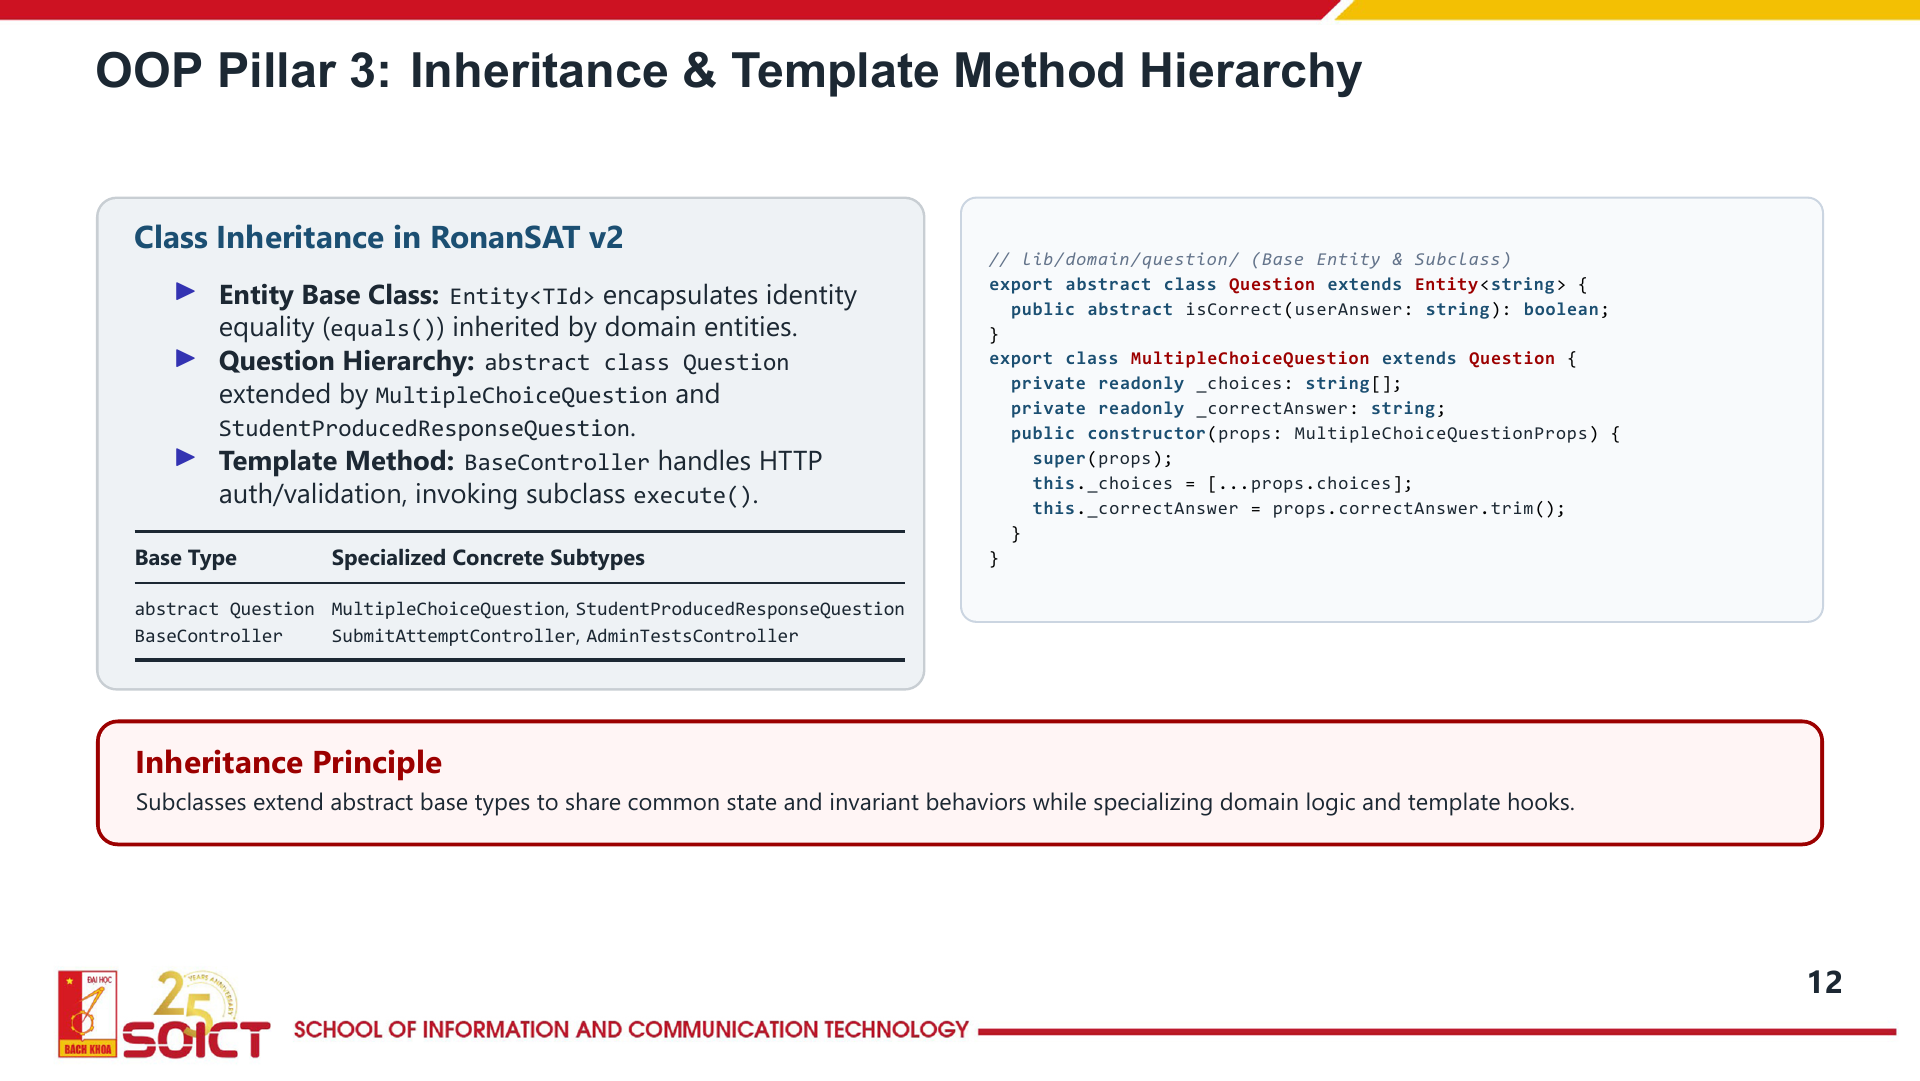 OOP Pillar 3: Inheritance & Template Method Hierarchy
Class Inheritance in RonanSAT v2
Entity Base Class: Entity<TId> encapsulates identity
equality (equals()) inherited by domain entities.
Question Hierarchy: abstract class Question
extended by MultipleChoiceQuestion and
StudentProducedResponseQuestion.
Template Method: BaseController handles HTTP
auth/validation, invoking subclass execute().
Base Type Specialized Concrete Subtypes
abstract Question MultipleChoiceQuestion, StudentProducedResponseQuestion
BaseController SubmitAttemptController, AdminTestsController
// lib/domain/question/ (Base Entity & Subclass)
export abstract class Question extends Entity<string> {
  public abstract isCorrect(userAnswer: string): boolean;
}
export class MultipleChoiceQuestion extends Question {
  private readonly _choices: string[];
  private readonly _correctAnswer: string;
  public constructor(props: MultipleChoiceQuestionProps) {
    super(props);
    this._choices = [...props.choices];
    this._correctAnswer = props.correctAnswer.trim();
  }
}
Inheritance Principle
Subclasses extend abstract base types to share common state and invariant behaviors while specializing domain logic and template hooks.
12
ĐẠI HỌC
BÁCH KHOA
25
YEARS ANNIVERSARY
SOICT
SCHOOL OF INFORMATION AND COMMUNICATION TECHNOLOGY